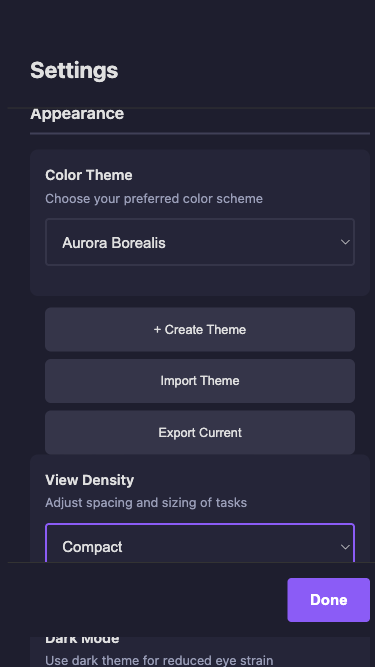 Settings
Appearance
Color Theme
Choose your preferred color scheme
Aurora Borealis
+ Create Theme
Import Theme
Export Current
View Density
Adjust spacing and sizing of tasks
Compact
Done
Dark Mode
Use dark theme for reduced eye strain